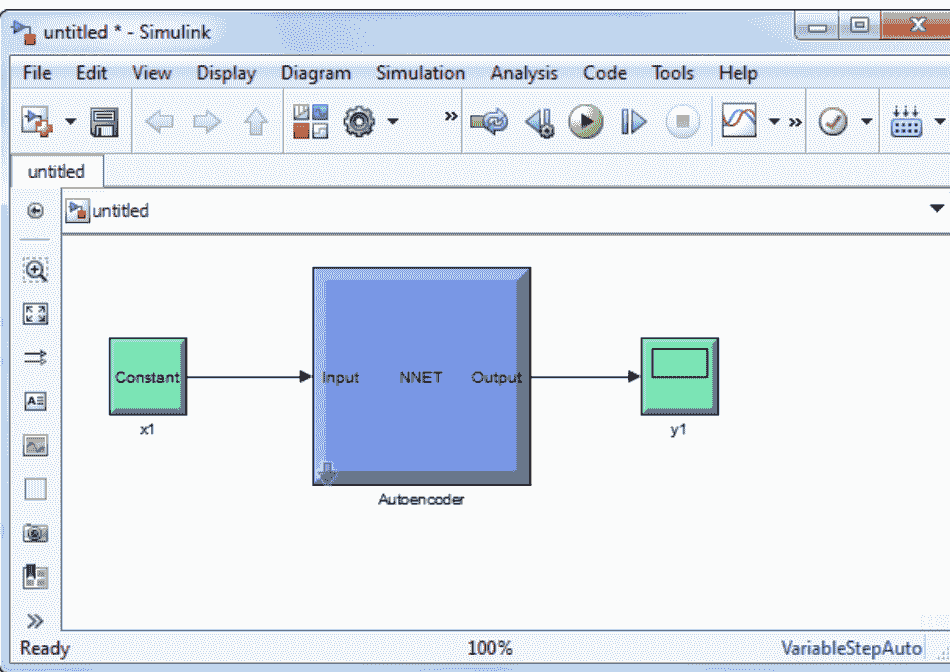 untitled * - Simulink
File Edit View Display Diagram Simulation Analysis Code Tools Help
untitled
untitled
Constant
x1
Input NNET Output
Autoencoder
y1
Ready 100% VariableStepAuto